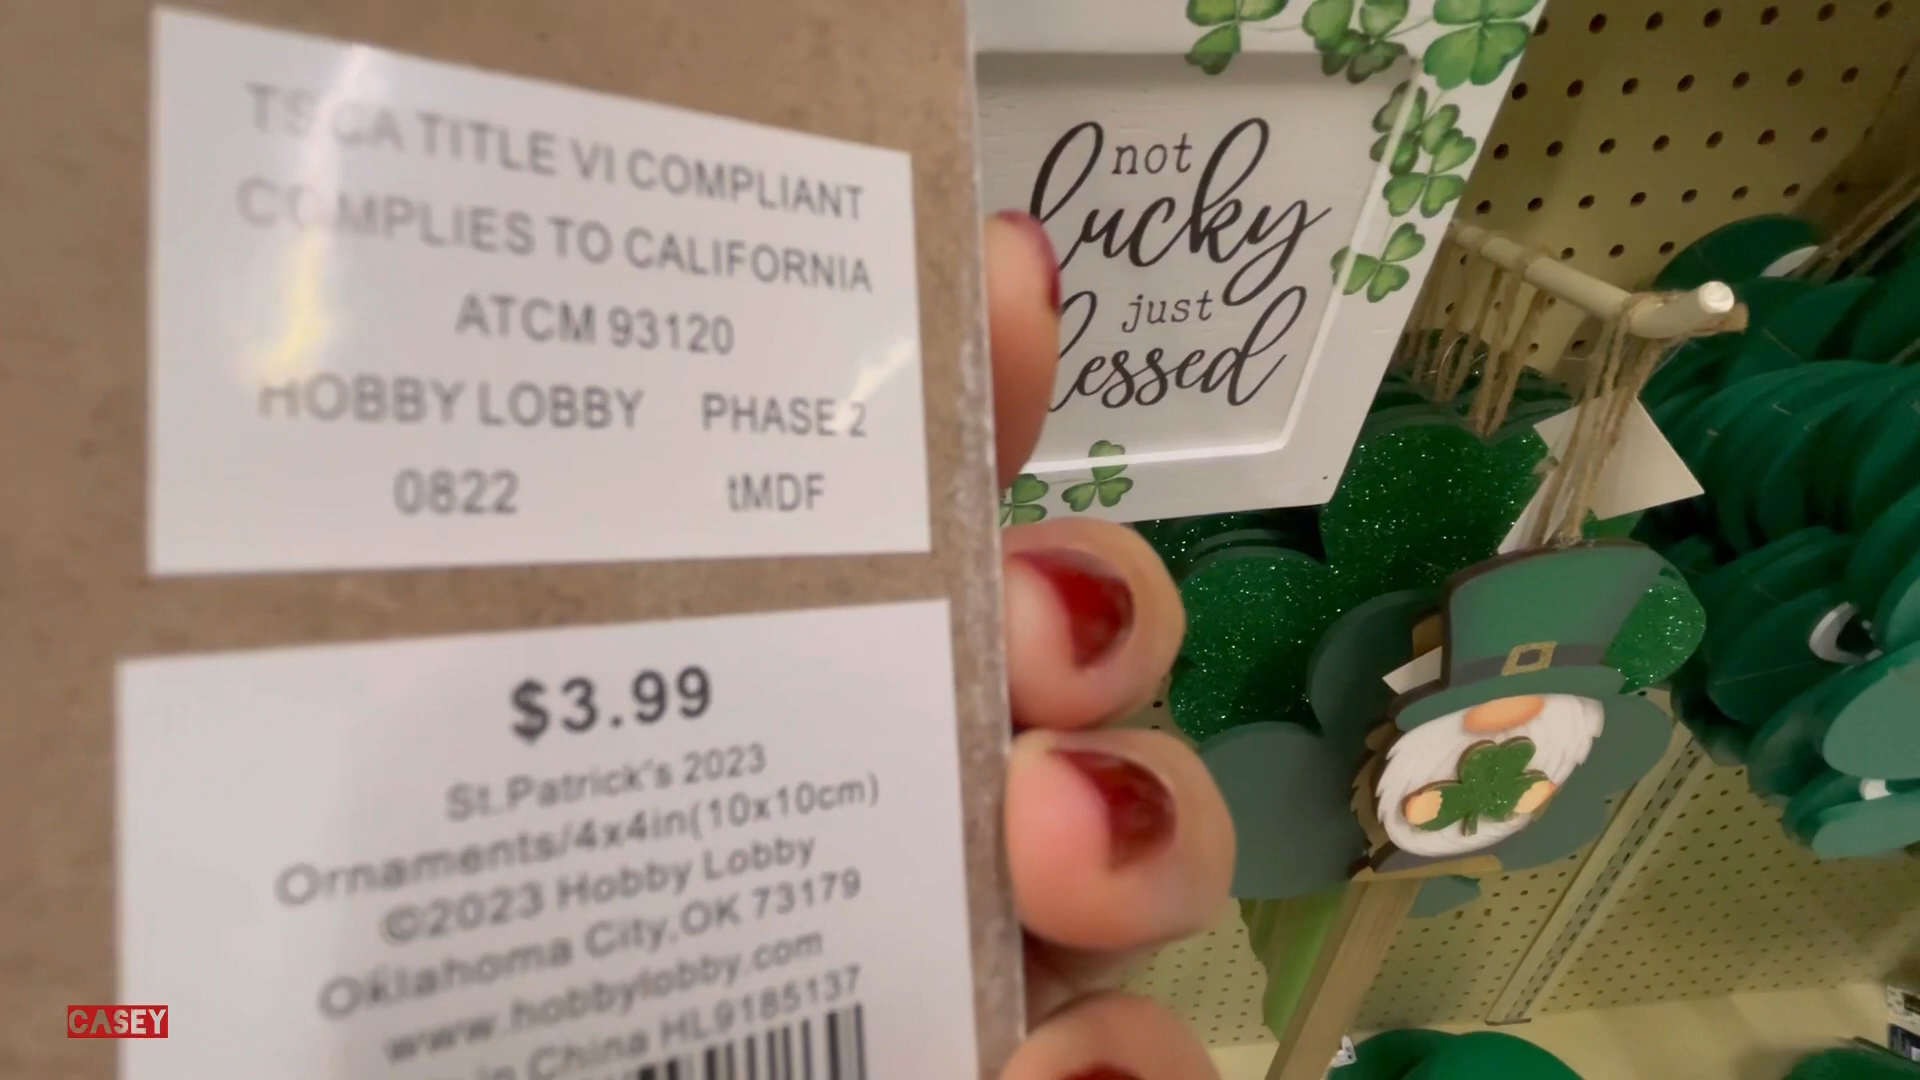 TSCA TITLE VI COMPLIANT
COMPLIES TO CALIFORNIA
ATCM 93120
HOBBY LOBBY PHASE 2
0822 tMDF
$3.99
St.Patrick's 2023
Ornaments/4x4in(10x10cm)
©2023 Hobby Lobby
Oklahoma City,OK 73179
www.hobbylobby.com
in China HL9185137
not
lucky
just
lessed
CASEY